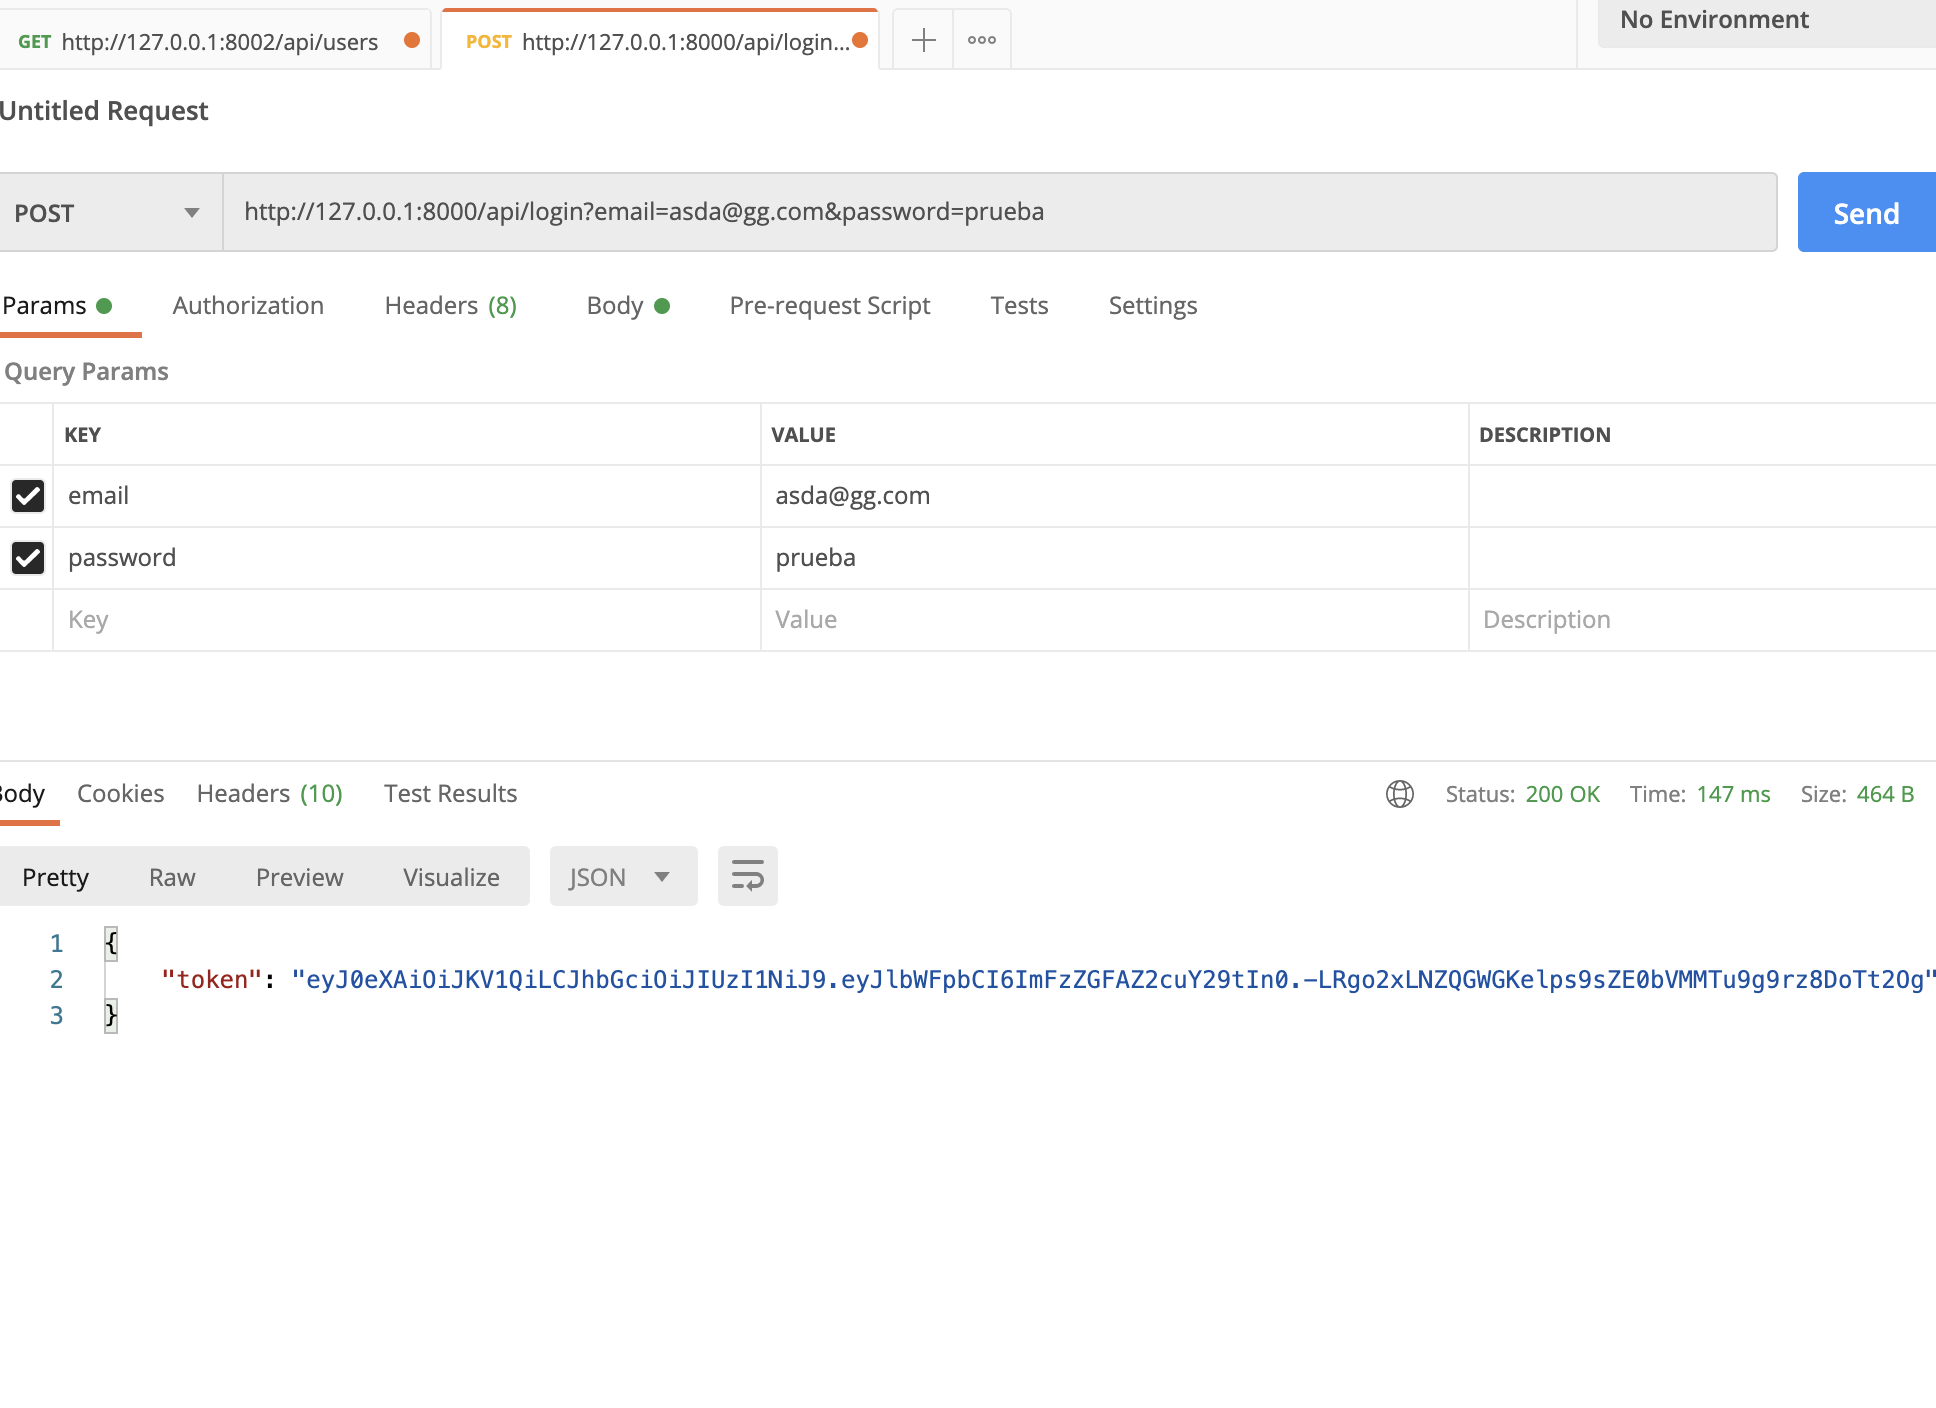 GET http://127.0.0.1:8002/api/users POST http://127.0.0.1:8000/api/login... No Environment
Untitled Request
POST http://127.0.0.1:8000/api/login?email=asda@gg.com&password=prueba Send
Params Authorization Headers (8) Body Pre-request Script Tests Settings
Query Params
KEY VALUE DESCRIPTION
email asda@gg.com
password prueba
Key Value Description
Body Cookies Headers (10) Test Results Status: 200 OK Time: 147 ms Size: 464 B
Pretty Raw Preview Visualize JSON
1 {
2 "token": "eyJ0eXAiOiJKV1QiLCJhbGciOiJIUzI1NiJ9.eyJlbWFpbCI6ImFzZGFAZ2cuY29tIn0.-LRgo2xLNZQGWGKelps9sZE0bVMMTu9g9rz8DoTt2Og"
3 }